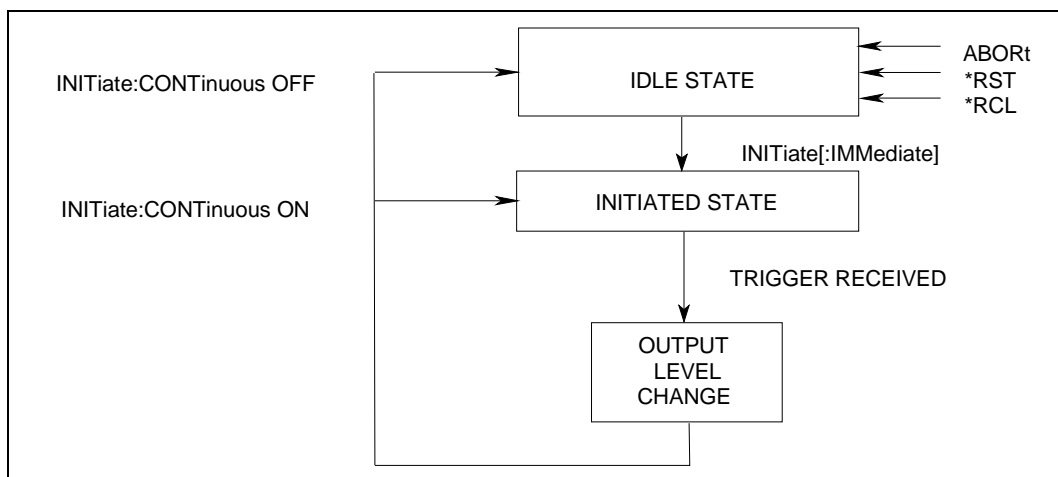 ABORt
INITiate:CONTinuous OFF
IDLE STATE
*RST
*RCL
INITiate[:IMMediate]
INITiate:CONTinuous ON
INITIATED STATE
TRIGGER RECEIVED
OUTPUT
LEVEL
CHANGE